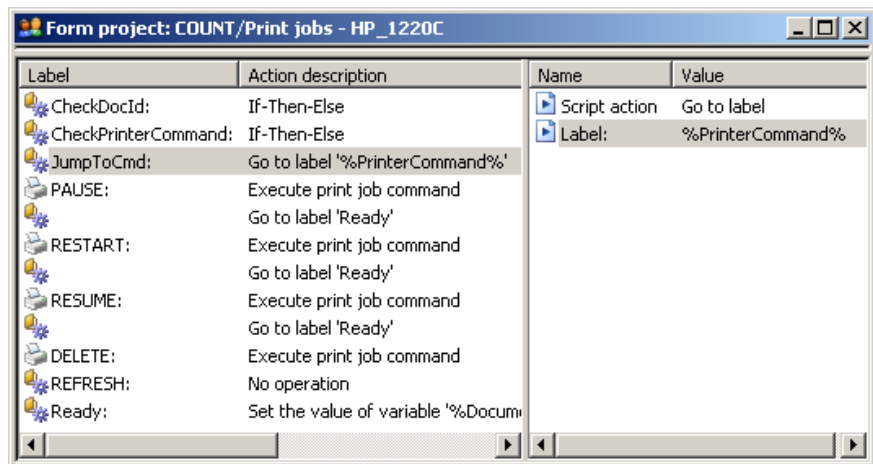 Form project: COUNT/Print jobs - HP_1220C
Label Action description Name Value
CheckDocId: If-Then-Else Script action Go to label
CheckPrinterCommand: If-Then-Else Label: %PrinterCommand%
JumpToCmd: Go to label '%PrinterCommand%'
PAUSE: Execute print job command
Go to label 'Ready'
RESTART: Execute print job command
Go to label 'Ready'
RESUME: Execute print job command
Go to label 'Ready'
DELETE: Execute print job command
REFRESH: No operation
Ready: Set the value of variable '%Docum